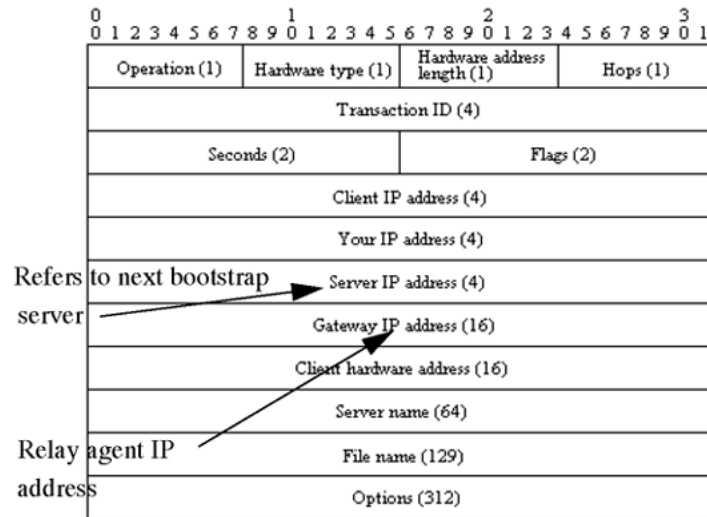 0 1 2 3
0 1 2 3 4 5 6 7 8 9 0 1 2 3 4 5 6 7 8 9 0 1 2 3 4 5 6 7 8 9 0 1
Operation (1) Hardware type (1) Hardware address length (1) Hops (1)
Transaction ID (4)
Seconds (2) Flags (2)
Client IP address (4)
Your IP address (4)
Refers to next bootstrap
Server IP address (4)
server
Gateway IP address (16)
Client hardware address (16)
Server name (64)
Relay agent IP
File name (129)
address
Options (312)